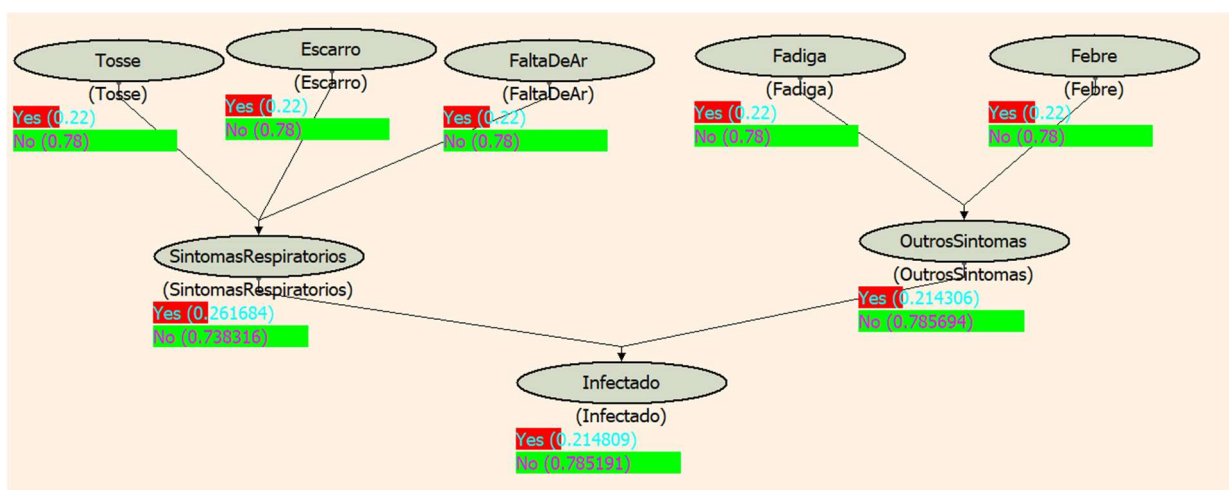 Tosse
(Tosse)
Yes (0.22)
No (0.78)
Escarro
(Escarro)
Yes (0.22)
No (0.78)
FaltaDeAr
(FaltaDeAr)
Yes (0.22)
No (0.78)
Fadiga
(Fadiga)
Yes (0.22)
No (0.78)
Febre
(Febre)
Yes (0.22)
No (0.78)
SintomasRespiratorios
(SintomasRespiratorios)
Yes (0.261684)
No (0.738316)
OutrosSintomas
(OutrosSintomas)
Yes (0.214306)
No (0.785694)
Infectado
(Infectado)
Yes (0.214809)
No (0.785191)